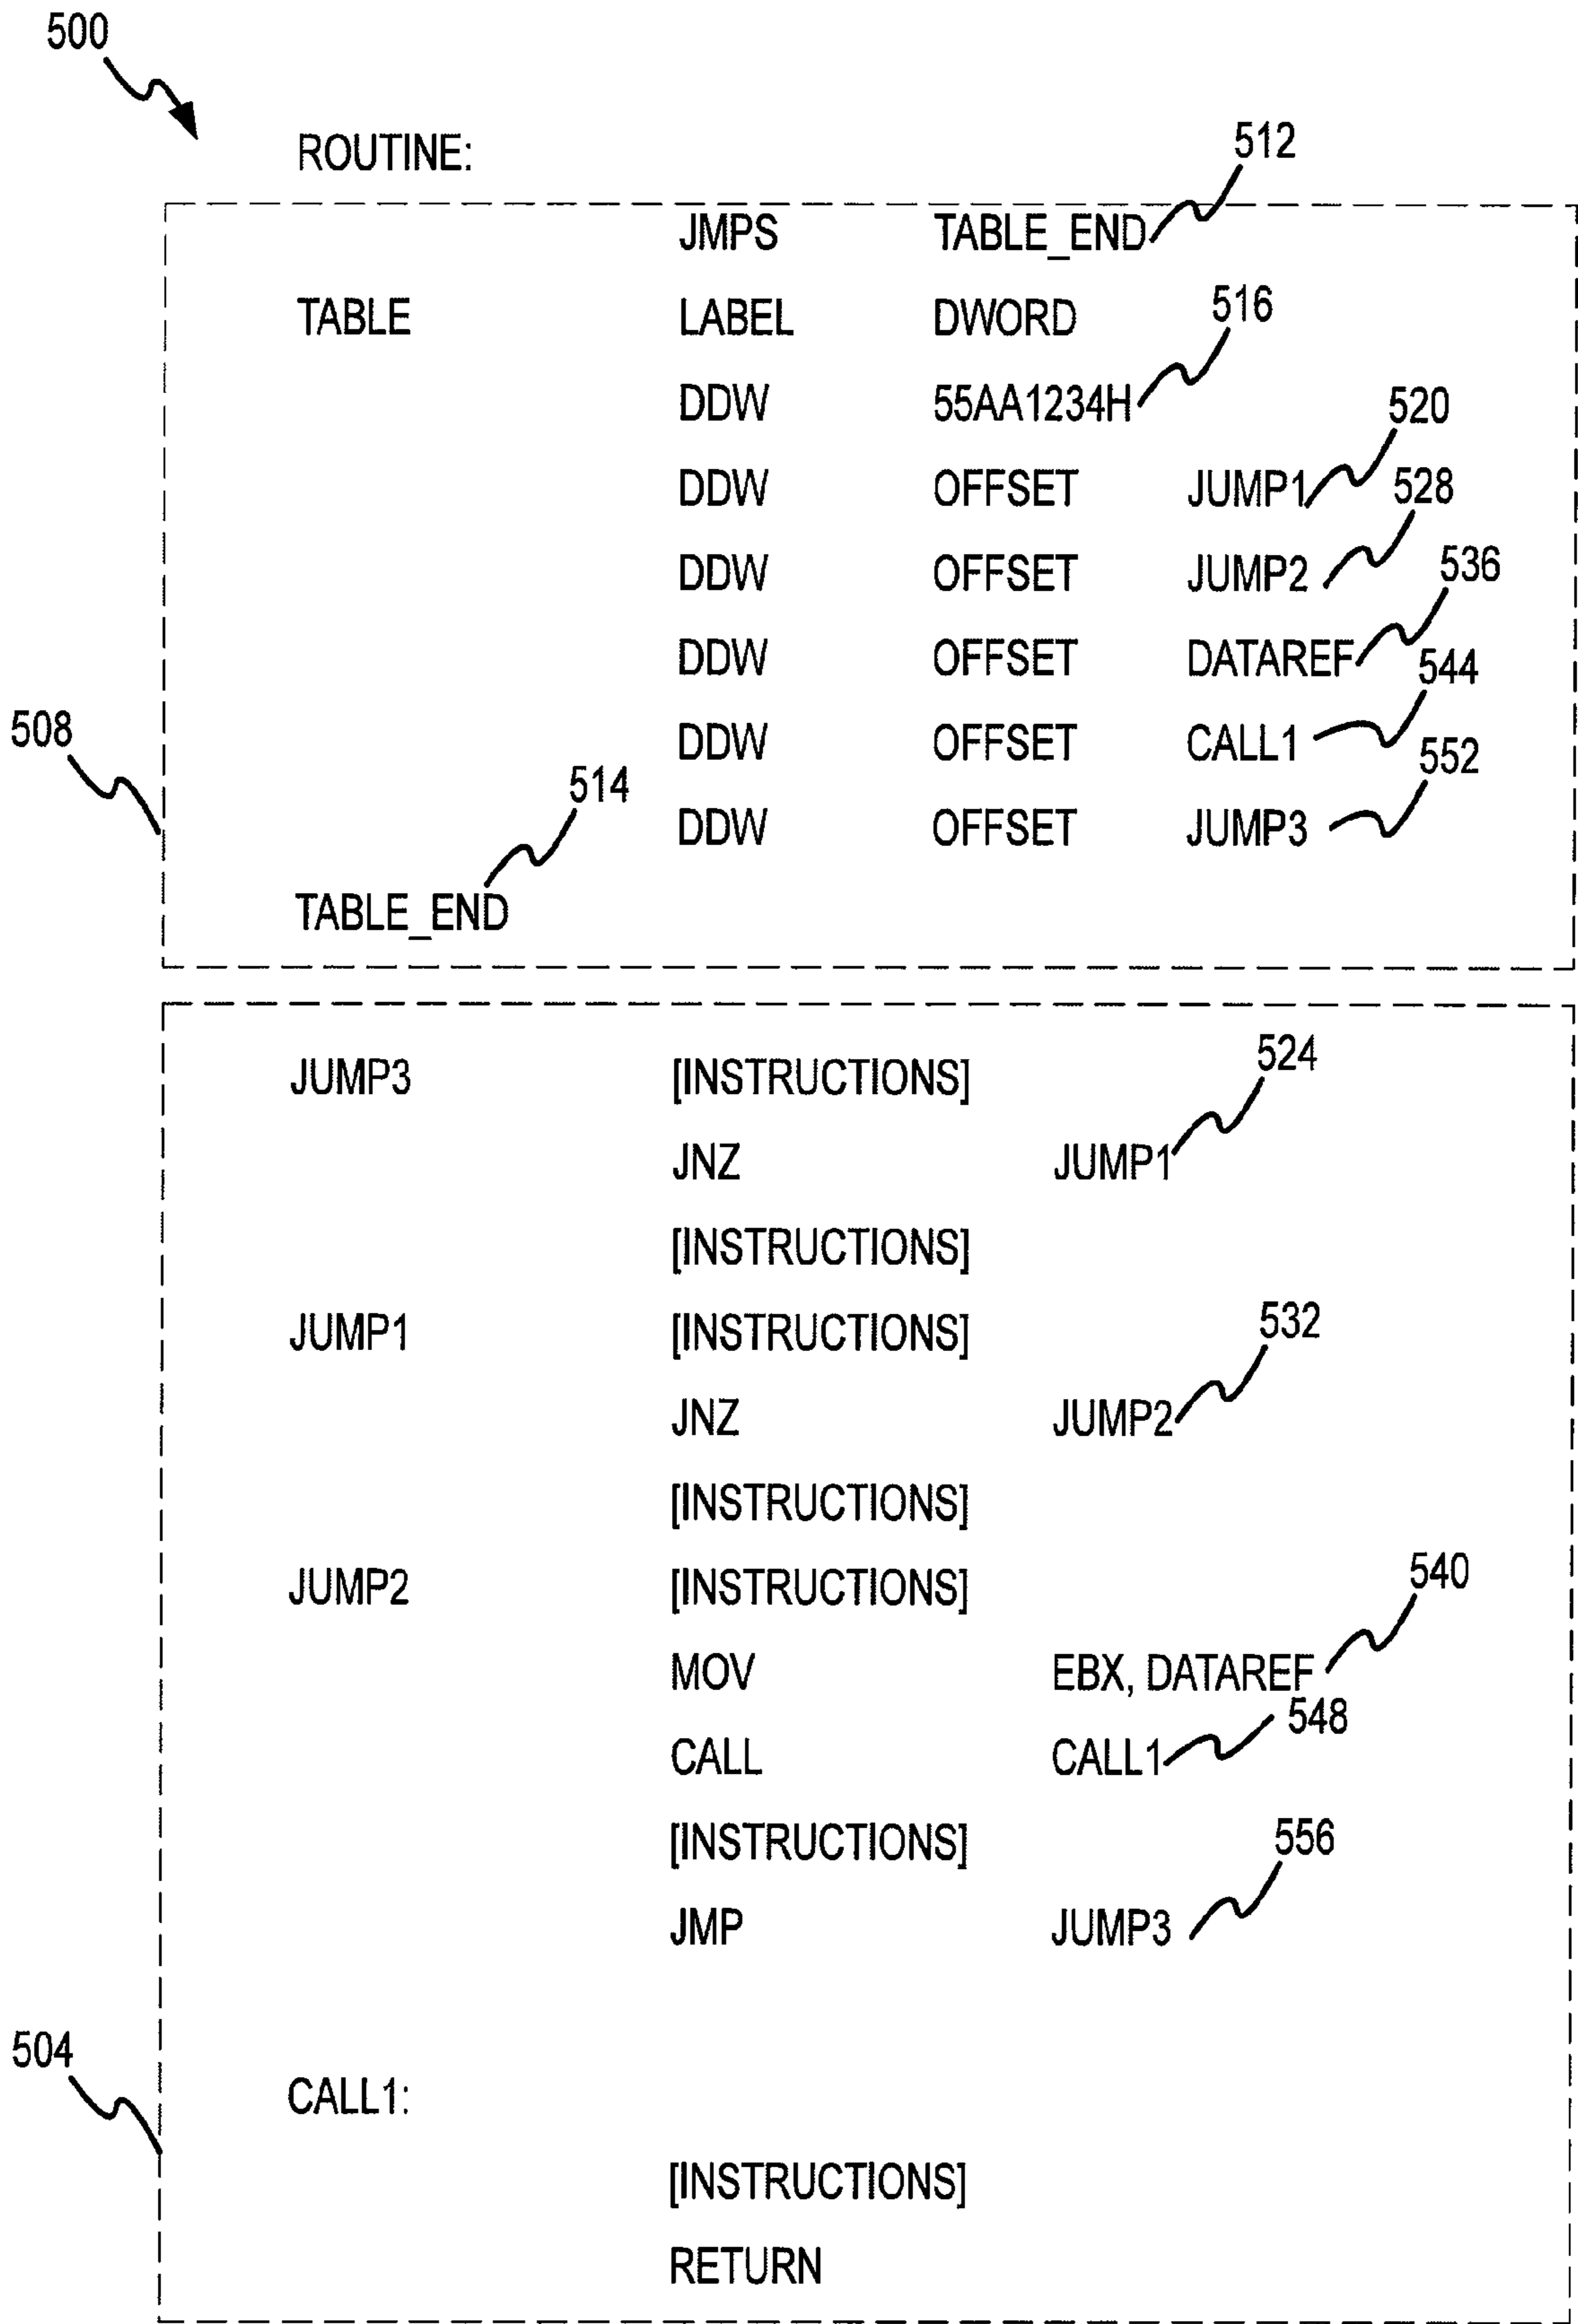 500
ROUTINE: 512
JMPS TABLE_END
TABLE LABEL DWORD 516
DDW 55AA1234H 520
DDW OFFSET JUMP1 528
DDW OFFSET JUMP2 536
DDW OFFSET DATAREF 544
508 DDW OFFSET CALL1 552
514 DDW OFFSET JUMP3
TABLE_END
JUMP3 [INSTRUCTIONS] 524
JNZ JUMP1
[INSTRUCTIONS]
JUMP1 [INSTRUCTIONS] 532
JNZ JUMP2
[INSTRUCTIONS]
JUMP2 [INSTRUCTIONS] 540
MOV EBX, DATAREF
548
CALL CALL1
[INSTRUCTIONS] 556
JMP JUMP3
504
CALL1:
[INSTRUCTIONS]
RETURN